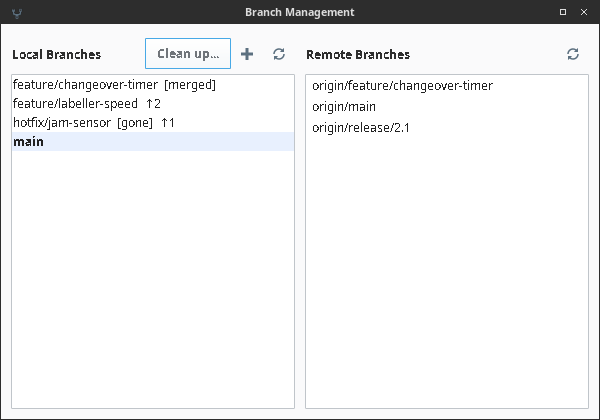 Branch Management
Local Branches
Clean up...
Remote Branches
feature/changeover-timer [merged]
feature/labeller-speed ↑2
hotfix/jam-sensor [gone] ↑1
main
origin/feature/changeover-timer
origin/main
origin/release/2.1